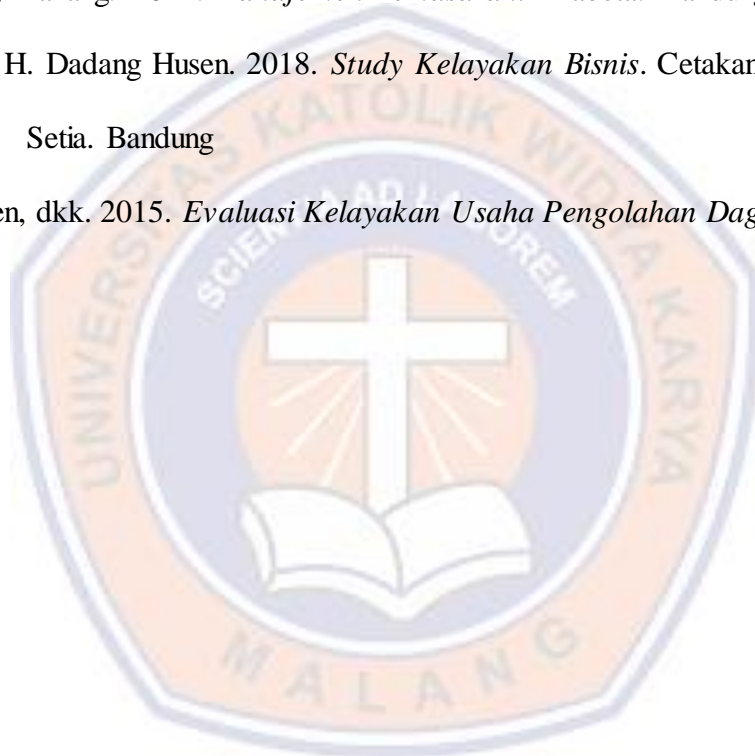 H. Dadang Husen. 2018. Study Kelayakan Bisnis. Cetakan
Setia. Bandung
en, dkk. 2015. Evaluasi Kelayakan Usaha Pengolahan Dag
UNIVERSITAS KATOLIK WIDYA KARYA
SCIENTIA AD LABOREM
MALANG